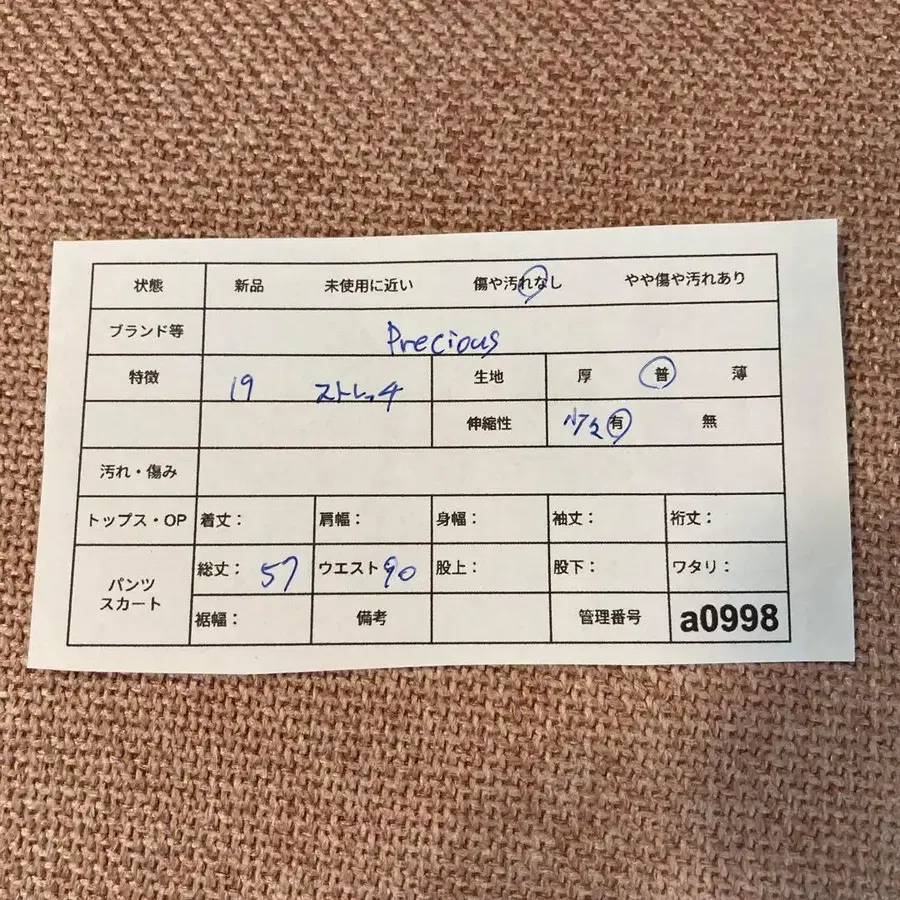 状態 新品 未使用に近い 傷や汚れなし やや傷や汚れあり
ブランド等 Precious
特徴 19 ストレッチ 生地 厚 普 薄
伸縮性 少々 有 無
汚れ・傷み
トップス・OP 着丈: 肩幅: 身幅: 袖丈: 裄丈:
パンツ スカート 総丈: 57 ウエスト 90 股上: 股下: ワタリ:
裾幅: 備考 管理番号 a0998